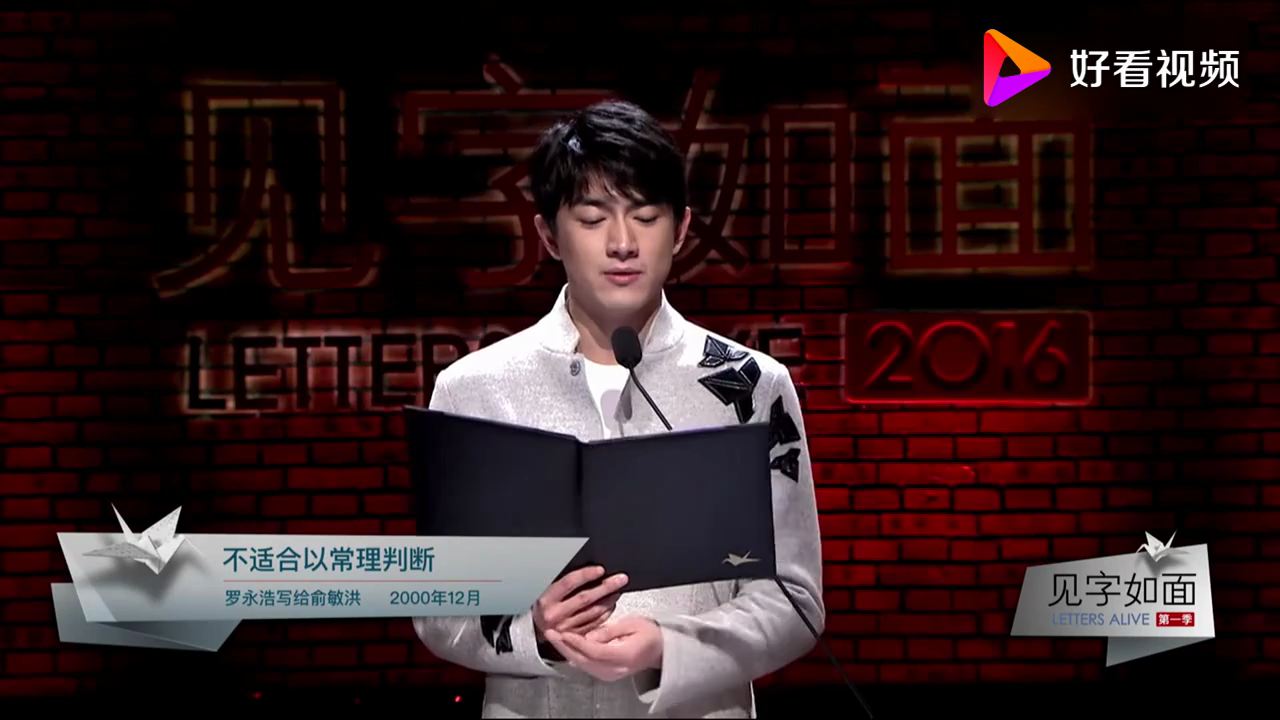 好看视频
见字如面
LETTERS ALIVE 2016
不适合以常理判断
罗永浩写给俞敏洪 2000年12月
见字如面
LETTERS ALIVE 第一季